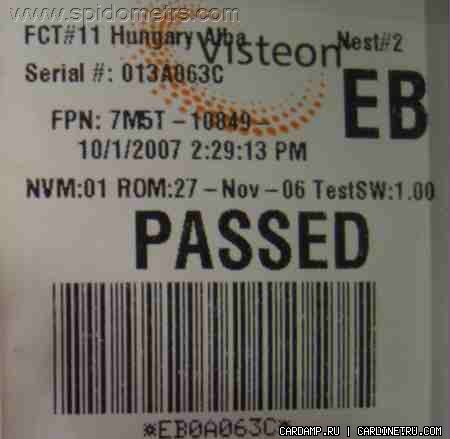 www.spidometrs.com
FCT#11 Hungary Alba Nest#2
Visteon
Serial #: 013A063C
EB
FPN: 7M5T-10849-
10/1/2007 2:29:13 PM
NVM:01 ROM:27-Nov-06 TestSW:1.00
PASSED
*EB0A063C*
CARDAMP.RU | CARLINETRU.COM